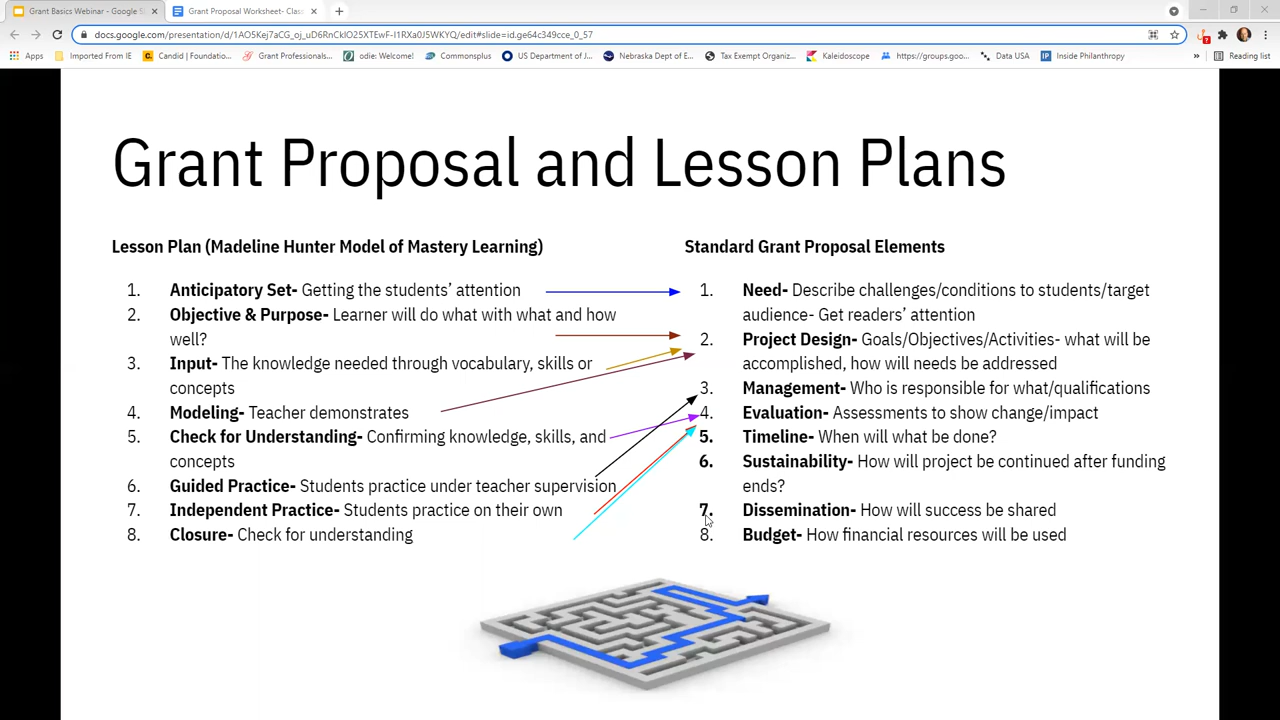 Grant Basics Webinar - Google S
Grant Proposal Worksheet- Class
docs.google.com/presentation/d/1AO5Kej7aCG_oj_uD6RnCklO25XTEwF-I1RXa0J5WKYQ/edit#slide=id.ge64c349cce_0_57
7
Apps
Imported From IE
Candid | Foundatio...
Grant Professionals...
odie: Welcome!
Commonsplus
US Department of J...
Nebraska Dept of E...
Tax Exempt Organiz...
Kaleidoscope
https://groups.goo...
Data USA
Inside Philanthropy
»
Reading list
Grant Proposal and Lesson Plans
Lesson Plan (Madeline Hunter Model of Mastery Learning)
1. Anticipatory Set- Getting the students’ attention
2. Objective & Purpose- Learner will do what with what and how
well?
3. Input- The knowledge needed through vocabulary, skills or
concepts
4. Modeling- Teacher demonstrates
5. Check for Understanding- Confirming knowledge, skills, and
concepts
6. Guided Practice- Students practice under teacher supervision
7. Independent Practice- Students practice on their own
8. Closure- Check for understanding
Standard Grant Proposal Elements
1. Need- Describe challenges/conditions to students/target
audience- Get readers’ attention
2. Project Design- Goals/Objectives/Activities- what will be
accomplished, how will needs be addressed
3. Management- Who is responsible for what/qualifications
4. Evaluation- Assessments to show change/impact
5. Timeline- When will what be done?
6. Sustainability- How will project be continued after funding
ends?
7. Dissemination- How will success be shared
8. Budget- How financial resources will be used